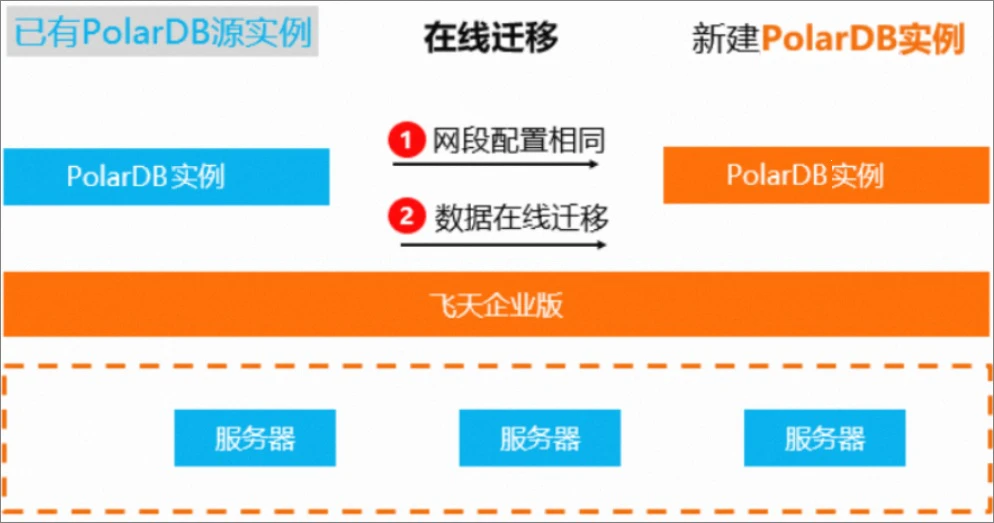 已有PolarDB源实例
在线迁移
新建PolarDB实例
1 网段配置相同
PolarDB实例
PolarDB实例
2 数据在线迁移
飞天企业版
服务器
服务器
服务器